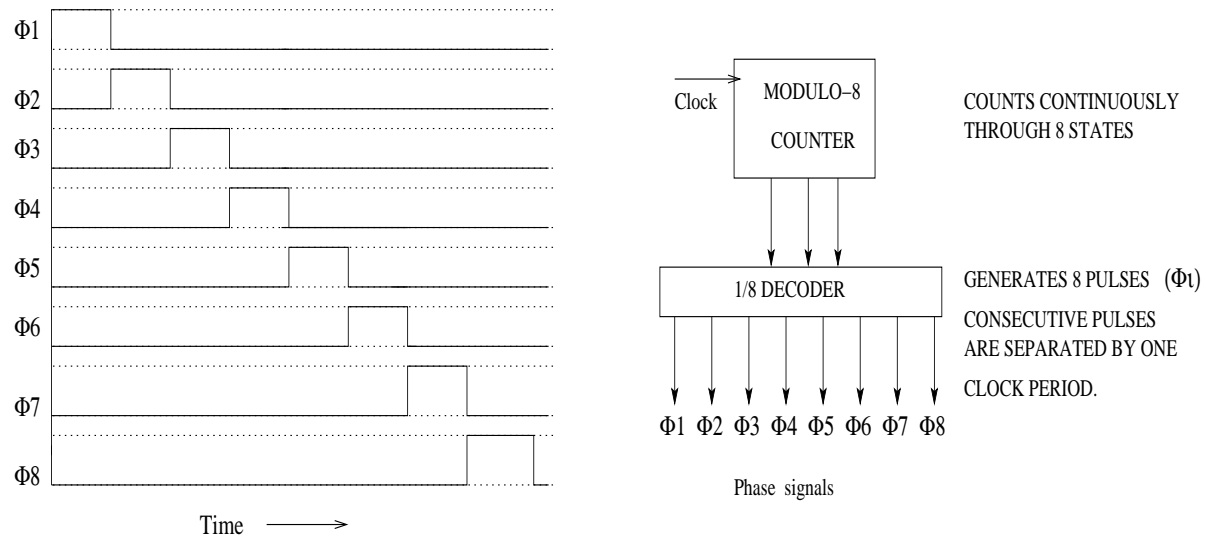 Φ1
Φ2
Φ3
Φ4
Φ5
Φ6
Φ7
Φ8
Time
Clock
MODULO–8
COUNTER
COUNTS CONTINUOUSLY
THROUGH 8 STATES
1/8 DECODER
GENERATES 8 PULSES (Φι)
CONSECUTIVE PULSES
ARE SEPARATED BY ONE
CLOCK PERIOD.
Φ1 Φ2 Φ3 Φ4 Φ5 Φ6 Φ7 Φ8
Phase signals